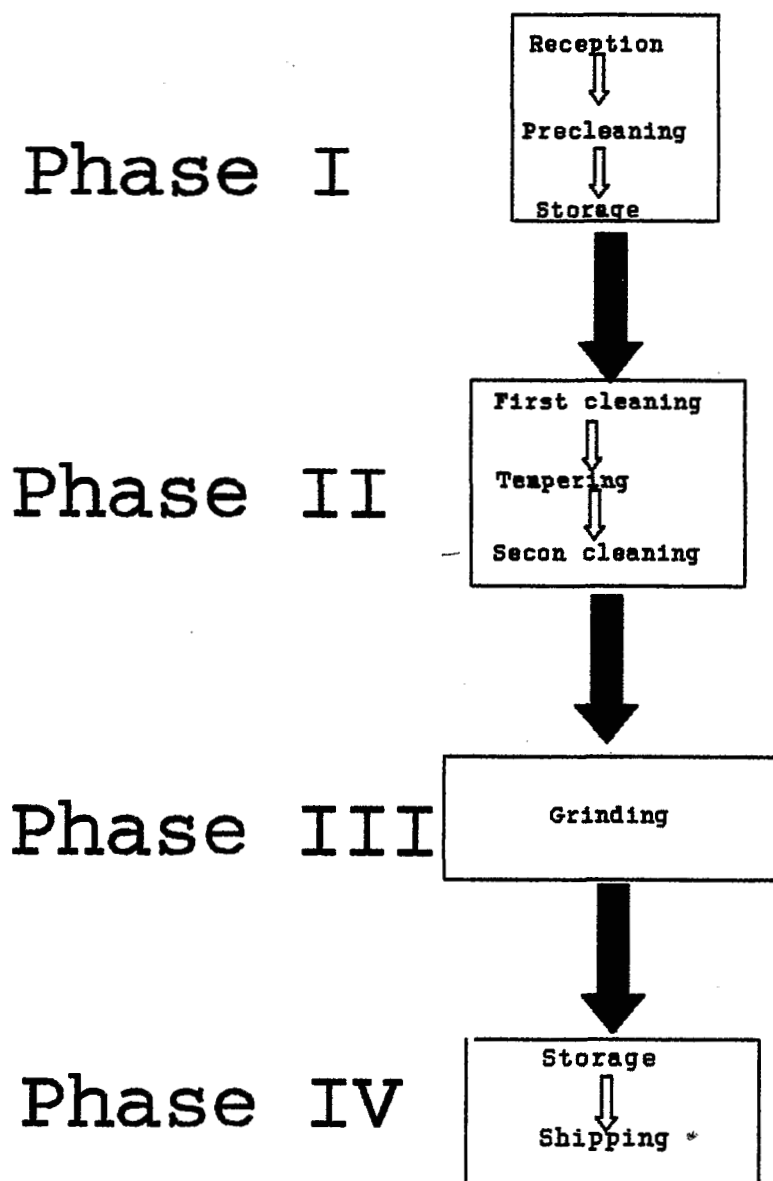 Reception
Precleaning
Phase I
Storage
First cleaning
Phase II
Tempering
Secon cleaning
Phase III
Grinding
Storage
Phase IV
Shipping *